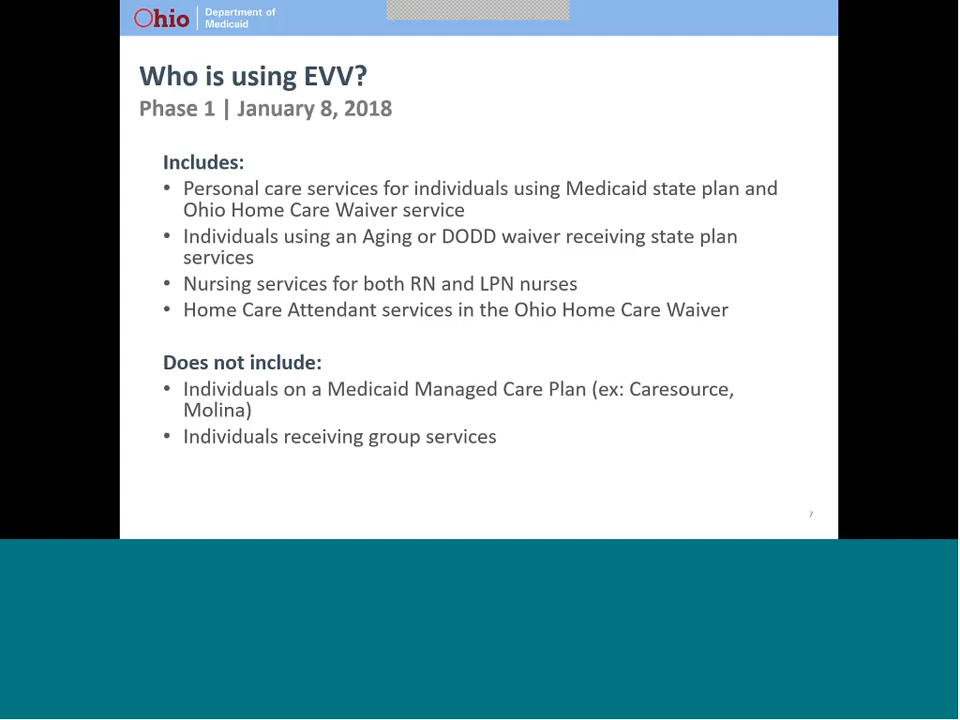 Ohio
Department of
Medicaid
Who is using EVV?
Phase 1 | January 8, 2018
Includes:
• Personal care services for individuals using Medicaid state plan and
Ohio Home Care Waiver service
• Individuals using an Aging or DODD waiver receiving state plan
services
• Nursing services for both RN and LPN nurses
• Home Care Attendant services in the Ohio Home Care Waiver
Does not include:
• Individuals on a Medicaid Managed Care Plan (ex: Caresource,
Molina)
• Individuals receiving group services
7